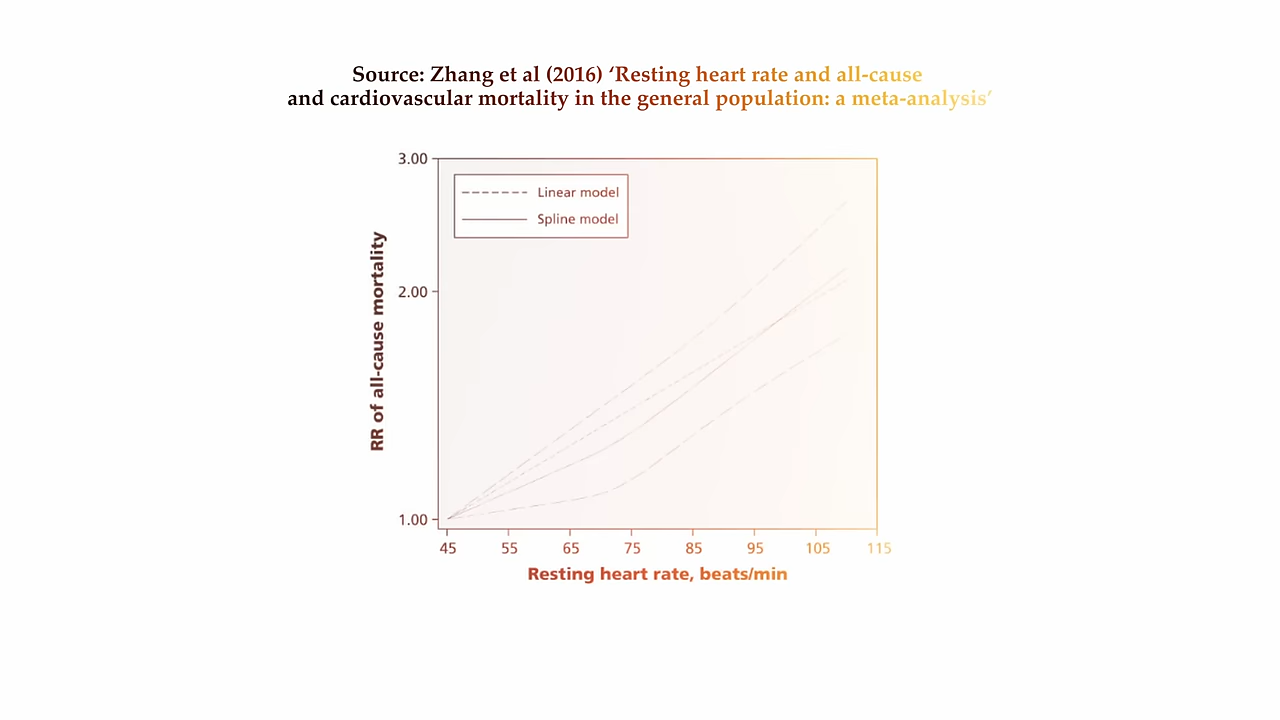 Source: Zhang et al (2016) ‘Resting heart rate and all-cause
and cardiovascular mortality in the general population: a meta-analysis’
3.00
Linear model
Spline model
RR of all-cause mortality
2.00
1.00
45 55 65 75 85 95 105 115
Resting heart rate, beats/min